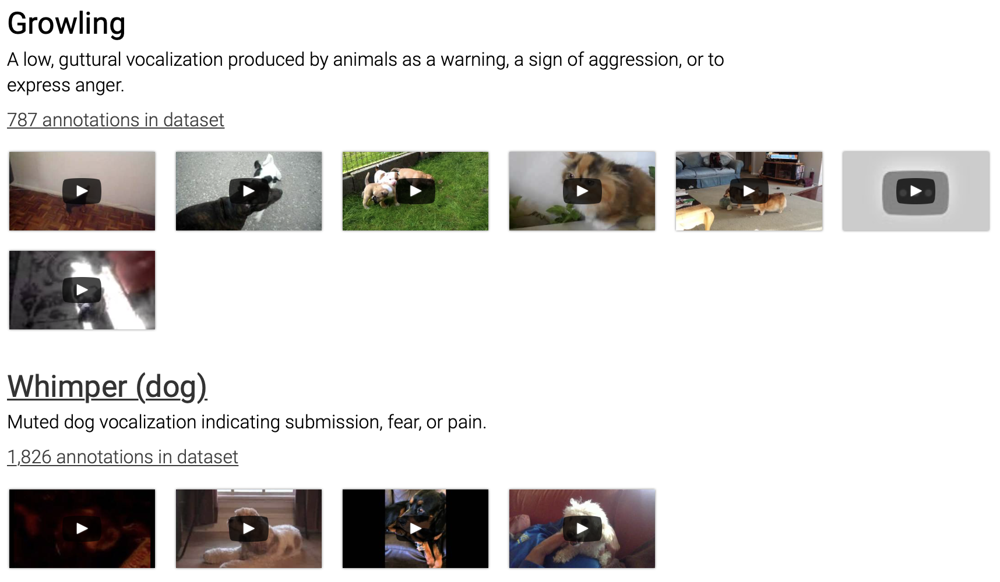 Growling
A low, guttural vocalization produced by animals as a warning, a sign of aggression, or to
express anger.
787 annotations in dataset
Whimper (dog)
Muted dog vocalization indicating submission, fear, or pain.
1,826 annotations in dataset